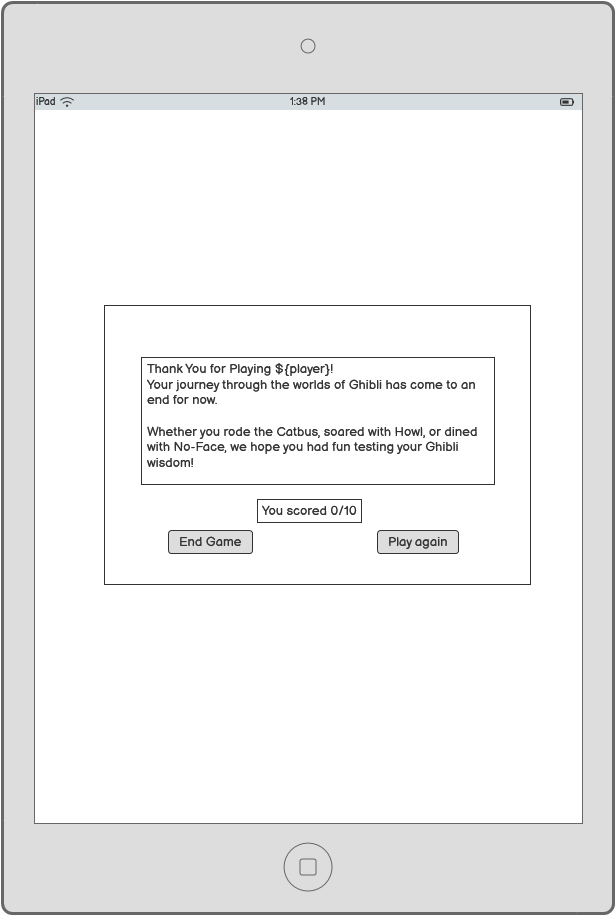 iPad
1:38 PM
Thank You for Playing ${player}!
Your journey through the worlds of Ghibli has come to an
end for now.
Whether you rode the Catbus, soared with Howl, or dined
with No-Face, we hope you had fun testing your Ghibli
wisdom!
You scored 0/10
End Game
Play again